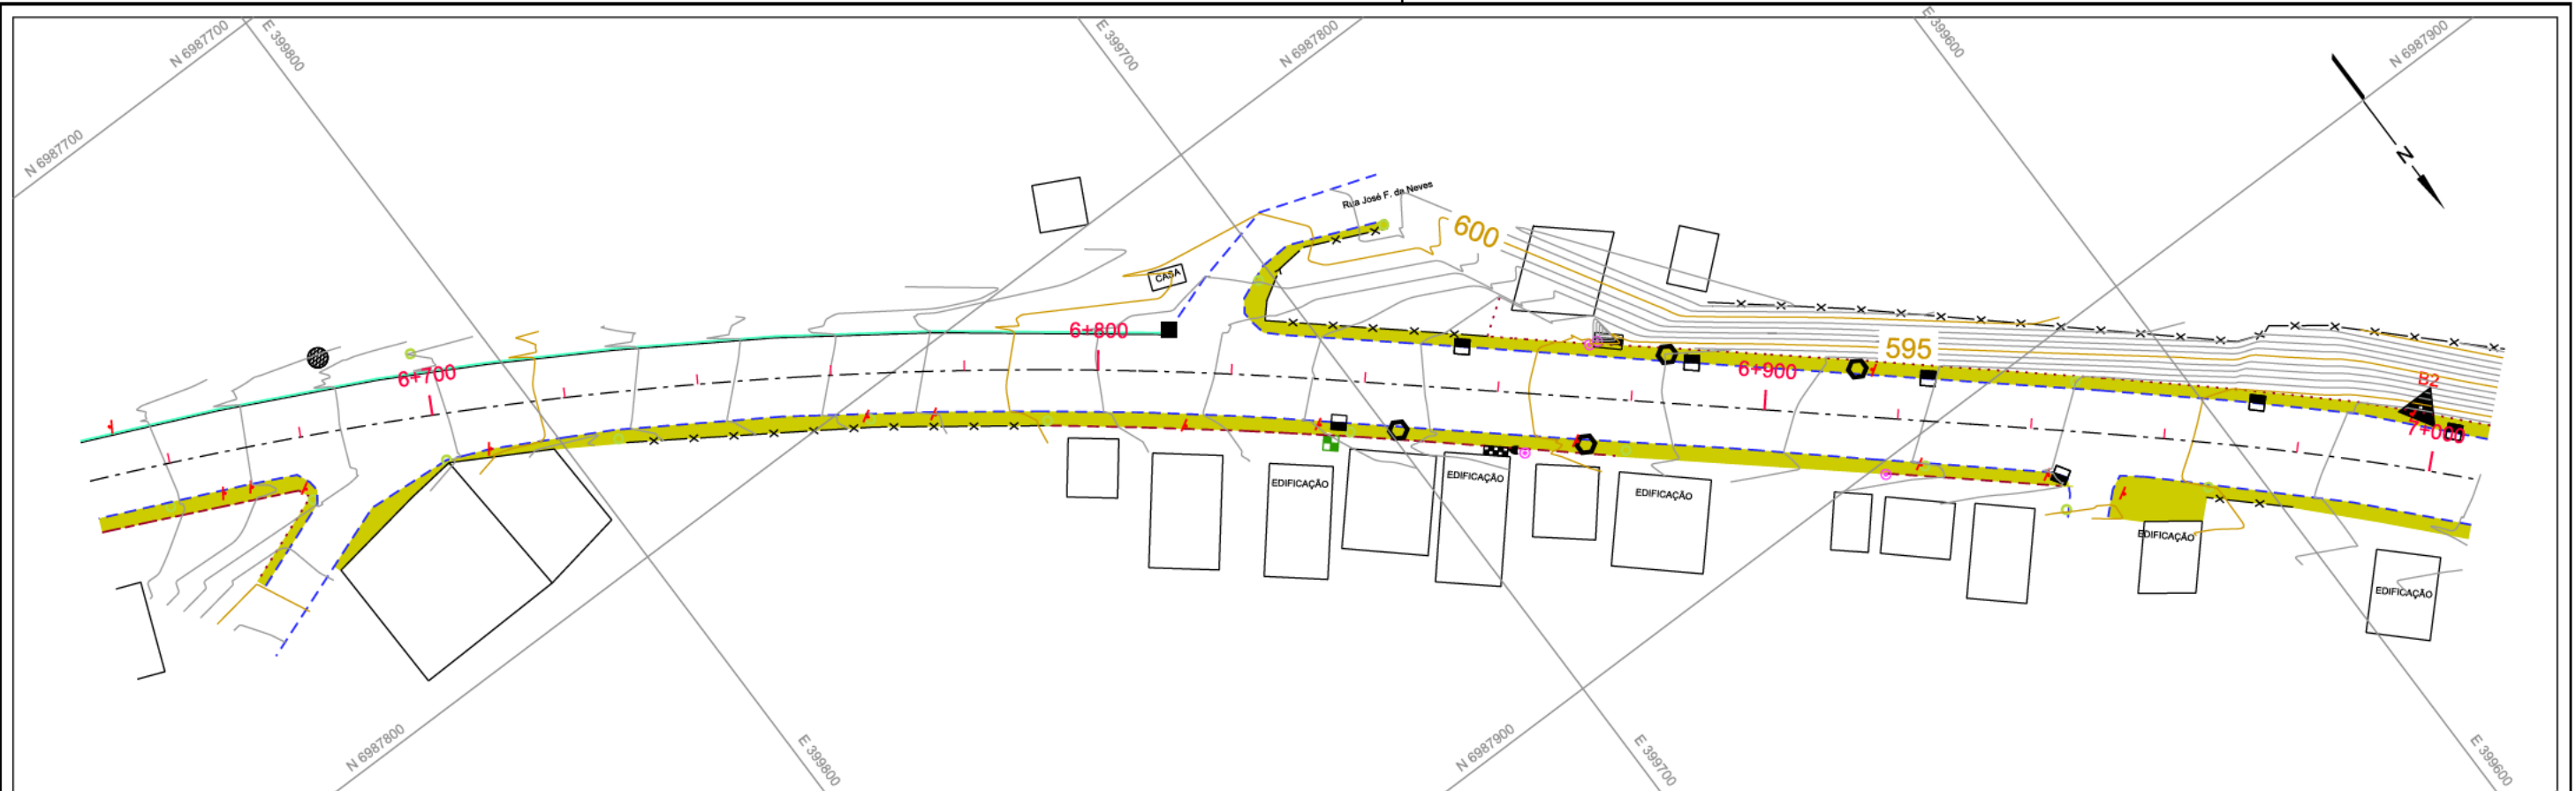 N 6987700
E 399800
E 399700
N 6987800
E 399600
N 6987900
N 6987700
N
Rua José F. da Neves
600
CASA
6+800
595
6+700
6+900
B2
7+000
EDIFICAÇÃO
EDIFICAÇÃO
EDIFICAÇÃO
EDIFICAÇÃO
EDIFICAÇÃO
N 6987800
E 399800
N 6987900
E 399700
E 399600